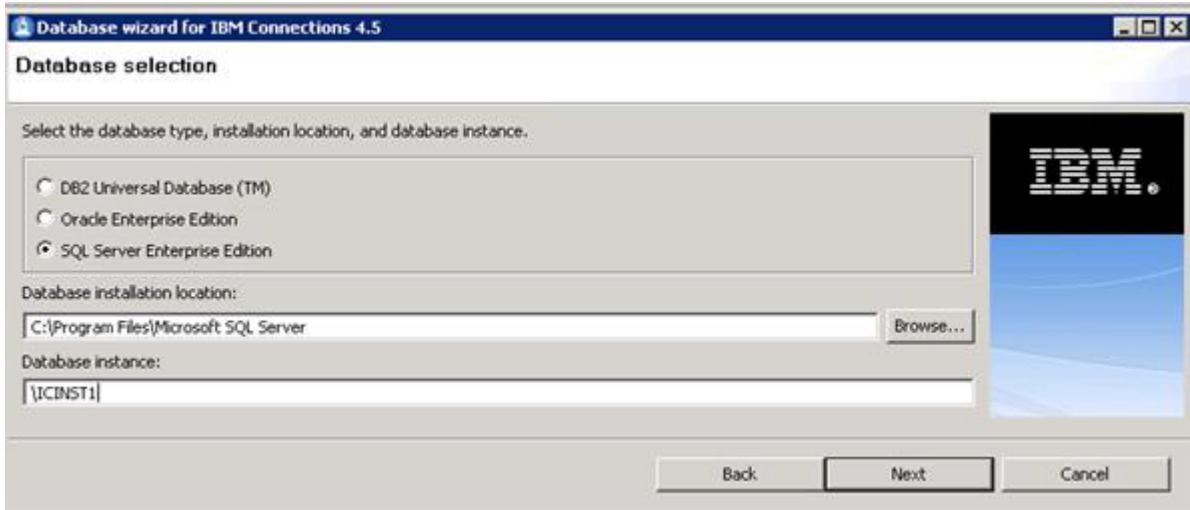 Database wizard for IBM Connections 4.5
Database selection
Select the database type, installation location, and database instance.
DB2 Universal Database (TM)
Oracle Enterprise Edition
SQL Server Enterprise Edition
Database installation location:
C:\Program Files\Microsoft SQL Server
Browse...
Database instance:
\ICINST1
IBM®
Back
Next
Cancel